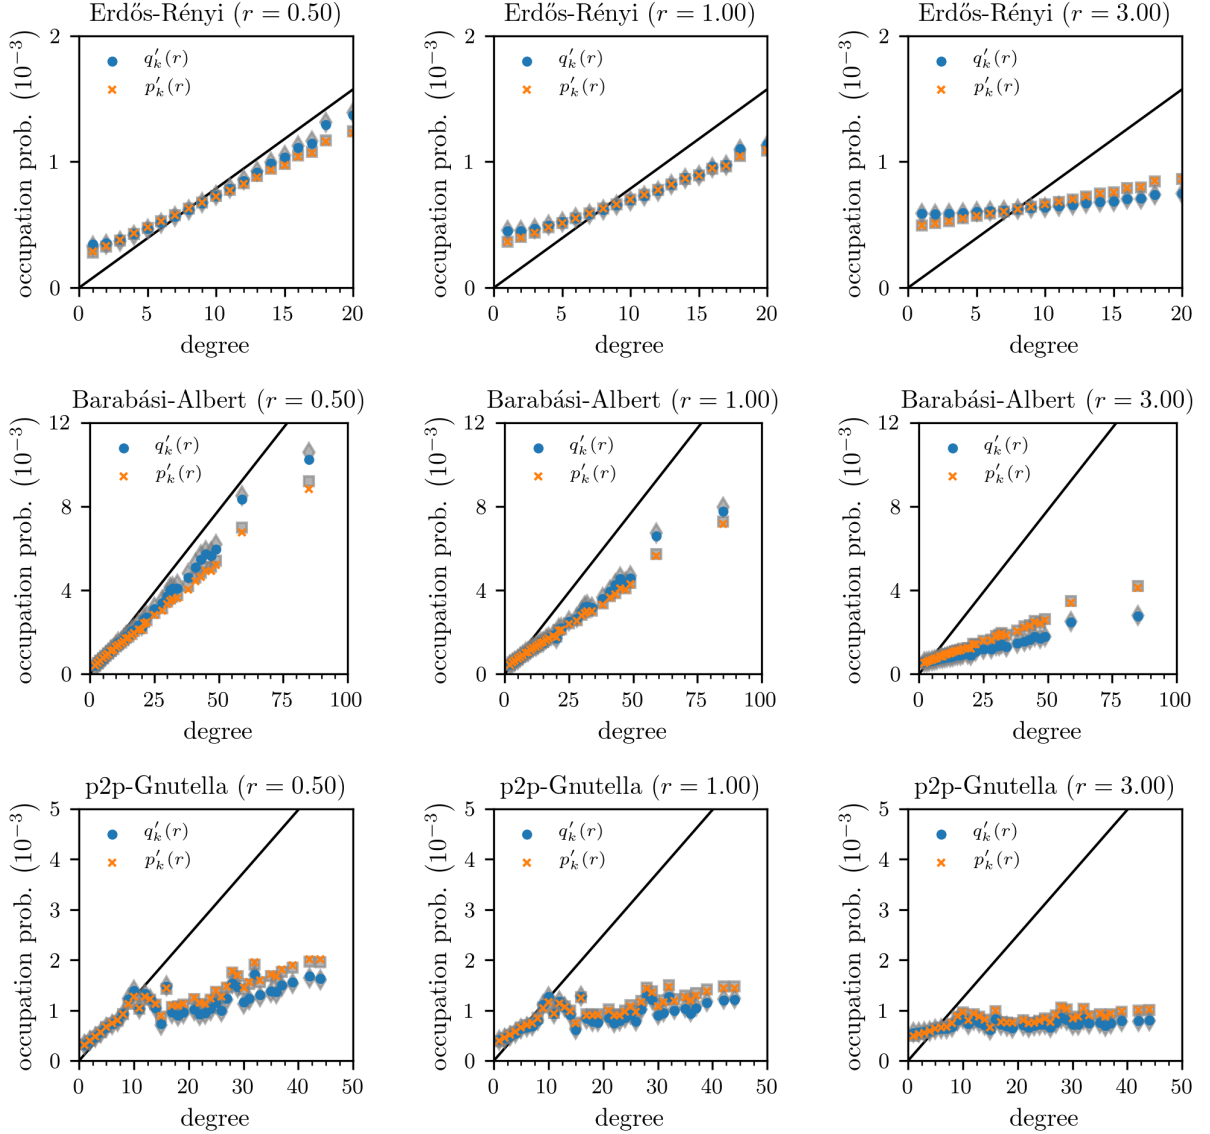 Erdős-Rényi (r = 0.50)
occupation prob. (10⁻³)
2
1
0
q′ₖ(r)
p′ₖ(r)
0 5 10 15 20
degree
Erdős-Rényi (r = 1.00)
occupation prob. (10⁻³)
2
1
0
q′ₖ(r)
p′ₖ(r)
0 5 10 15 20
degree
Erdős-Rényi (r = 3.00)
occupation prob. (10⁻³)
2
1
0
q′ₖ(r)
p′ₖ(r)
0 5 10 15 20
degree
Barabási-Albert (r = 0.50)
occupation prob. (10⁻³)
12
8
4
0
q′ₖ(r)
p′ₖ(r)
0 25 50 75 100
degree
Barabási-Albert (r = 1.00)
occupation prob. (10⁻³)
12
8
4
0
q′ₖ(r)
p′ₖ(r)
0 25 50 75 100
degree
Barabási-Albert (r = 3.00)
occupation prob. (10⁻³)
12
8
4
0
q′ₖ(r)
p′ₖ(r)
0 25 50 75 100
degree
p2p-Gnutella (r = 0.50)
occupation prob. (10⁻³)
5
4
3
2
1
0
q′ₖ(r)
p′ₖ(r)
0 10 20 30 40 50
degree
p2p-Gnutella (r = 1.00)
occupation prob. (10⁻³)
5
4
3
2
1
0
q′ₖ(r)
p′ₖ(r)
0 10 20 30 40 50
degree
p2p-Gnutella (r = 3.00)
occupation prob. (10⁻³)
5
4
3
2
1
0
q′ₖ(r)
p′ₖ(r)
0 10 20 30 40 50
degree